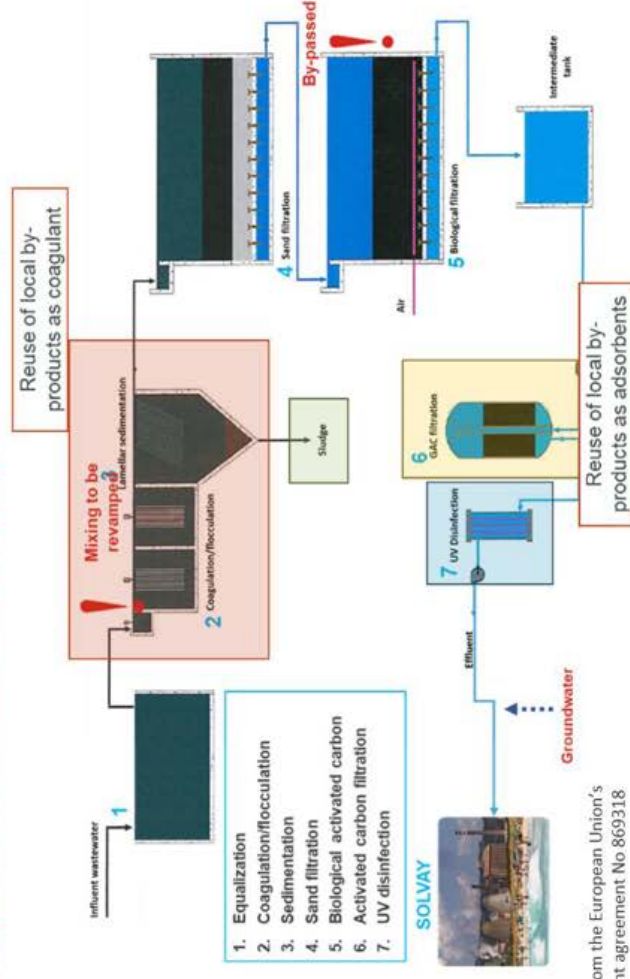 Reuse of local by-
products as coagulant
Mixing to be
revamped
3
Lamellar sedimentation
2
Coagulation/flocculation
Sludge
1
Influent wastewater
4
Sand filtration
By-passed
5
Biological filtration
Air
Intermediate
tank
1. Equalization
2. Coagulation/flocculation
3. Sedimentation
4. Sand filtration
5. Biological activated carbon
6. Activated carbon filtration
7. UV disinfection
6
GAC filtration
7
UV Disinfection
Reuse of local by-
products as adsorbents
Effluent
Groundwater
SOLVAY
om the European Union's
nt agreement No 869318